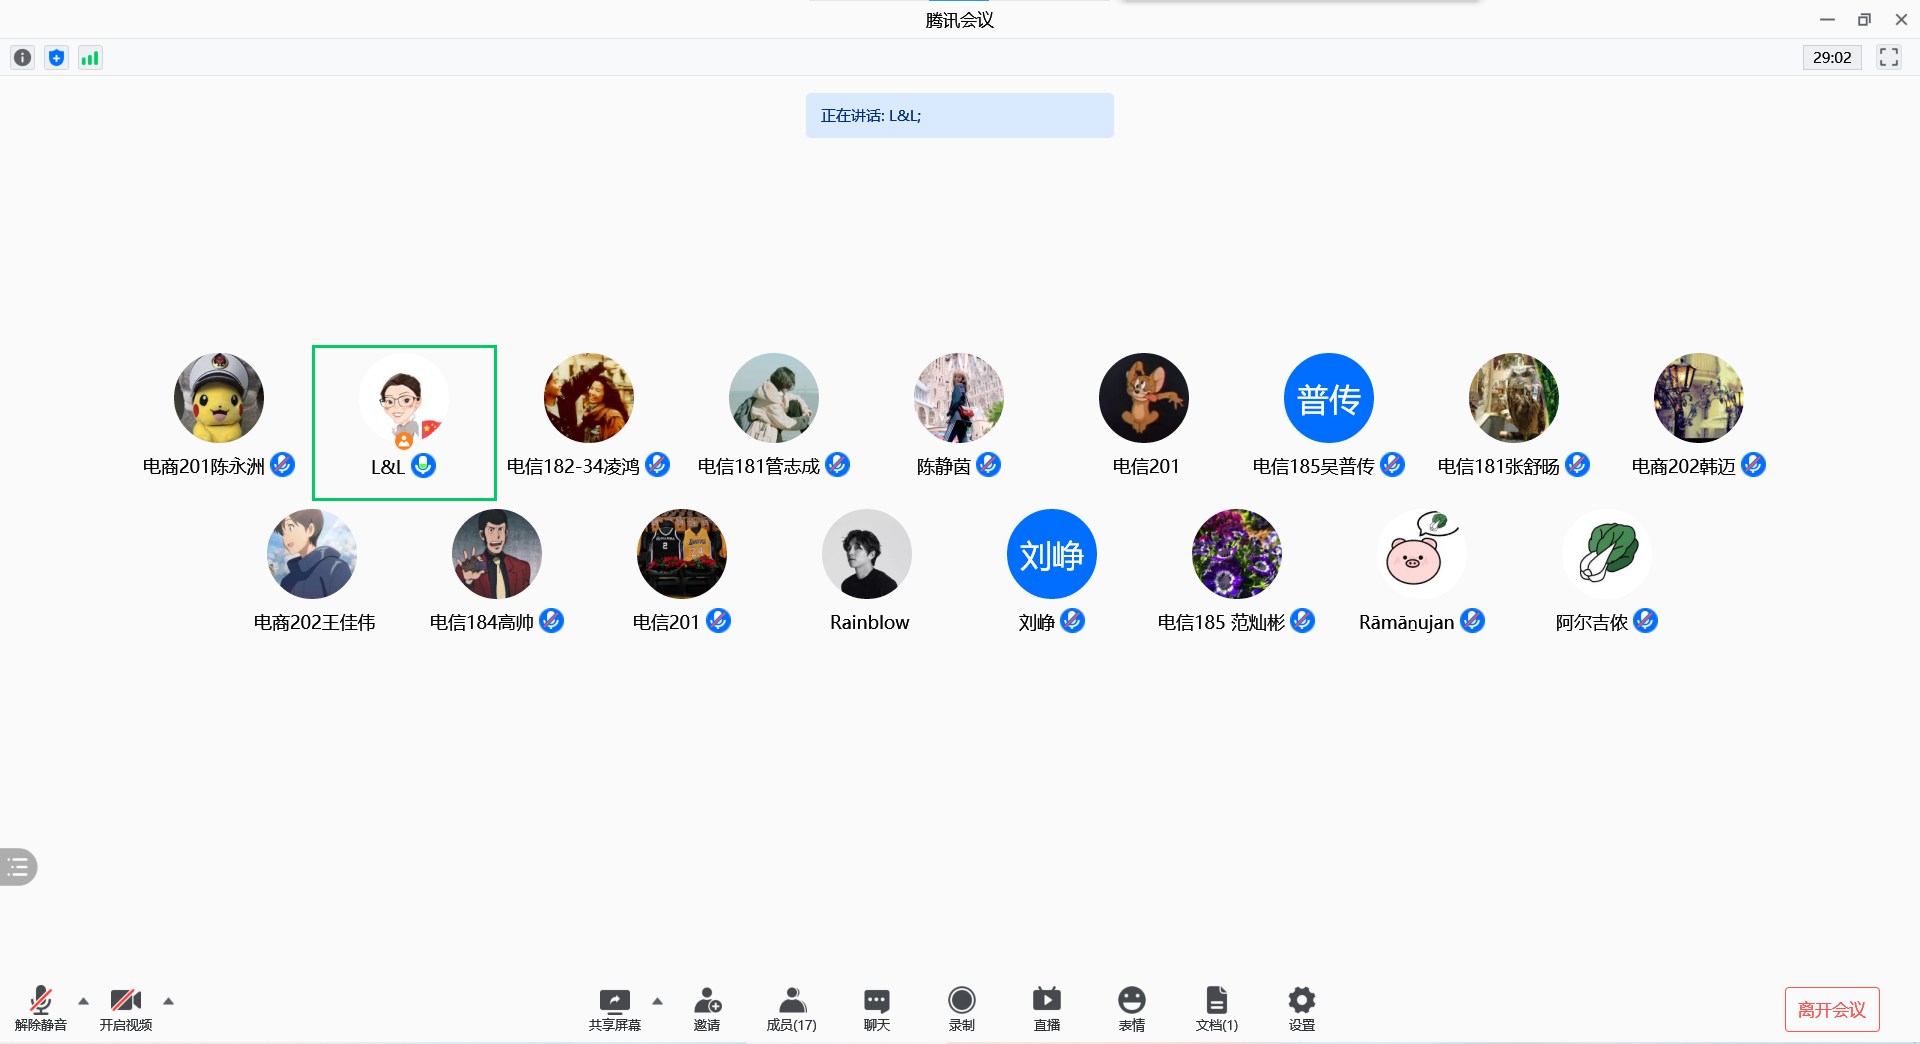 腾讯会议
29:02
正在讲话: L&L;
电商201陈永洲
L&L
电信182-34凌鸿
电信181管志成
陈静茵
电信201
普传
电信185吴普传
电信181张舒旸
电商202韩迈
电商202王佳伟
电信184高帅
电信201
Rainblow
刘峥
刘峥
电信185 范灿彬
Rāmāṉujan
阿尔吉侬
解除静音
开启视频
共享屏幕
邀请
成员(17)
聊天
录制
直播
表情
文档(1)
设置
离开会议